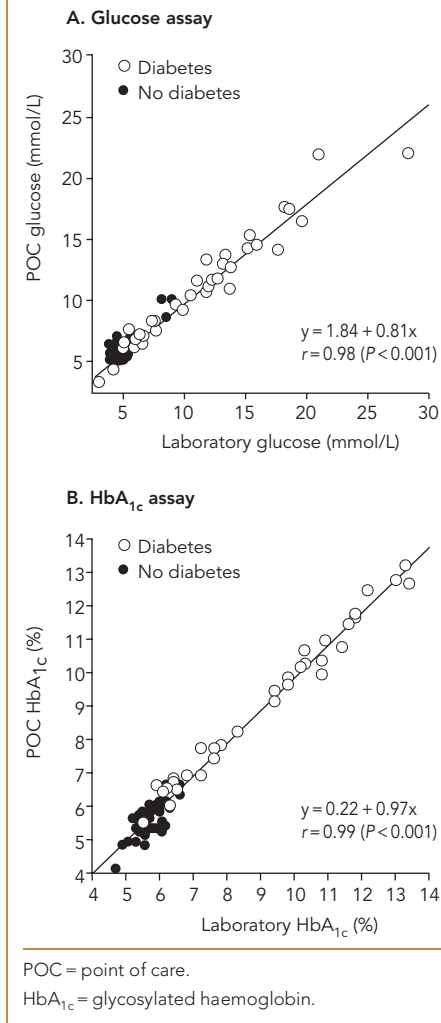 A. Glucose assay
30
25
20
15
10
5
POC glucose (mmol/L)
Diabetes
No diabetes
y = 1.84 + 0.81x
r = 0.98 (P < 0.001)
5 10 15 20 25 30
Laboratory glucose (mmol/L)
B. HbA1c assay
14
13
12
11
10
9
8
7
6
5
4
POC HbA1c (%)
Diabetes
No diabetes
y = 0.22 + 0.97x
r = 0.99 (P < 0.001)
4 5 6 7 8 9 10 11 12 13 14
Laboratory HbA1c (%)
POC = point of care.
HbA1c = glycosylated haemoglobin.